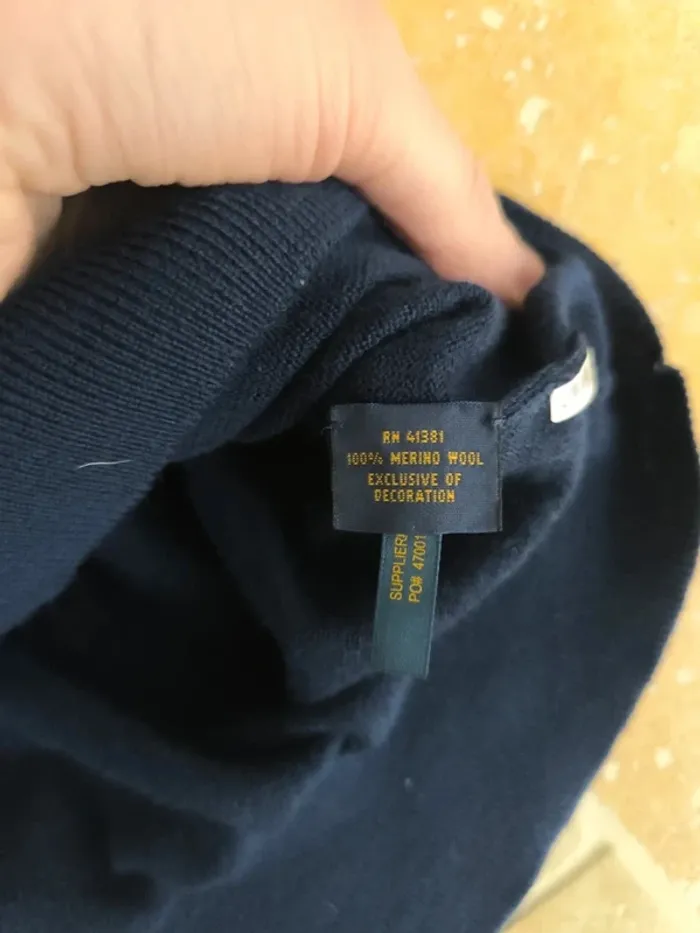 RN 41381
100% MERINO WOOL
EXCLUSIVE OF
DECORATION
SUPPLIER
PO# 47001